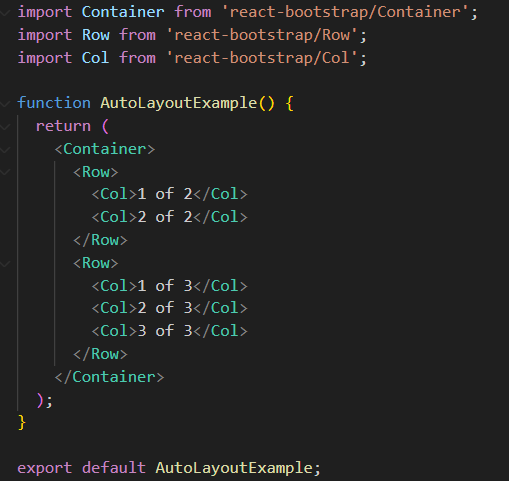 import Container from 'react-bootstrap/Container';
import Row from 'react-bootstrap/Row';
import Col from 'react-bootstrap/Col';

function AutoLayoutExample() {
  return (
    <Container>
      <Row>
        <Col>1 of 2</Col>
        <Col>2 of 2</Col>
      </Row>
      <Row>
        <Col>1 of 3</Col>
        <Col>2 of 3</Col>
        <Col>3 of 3</Col>
      </Row>
    </Container>
  );
}

export default AutoLayoutExample;